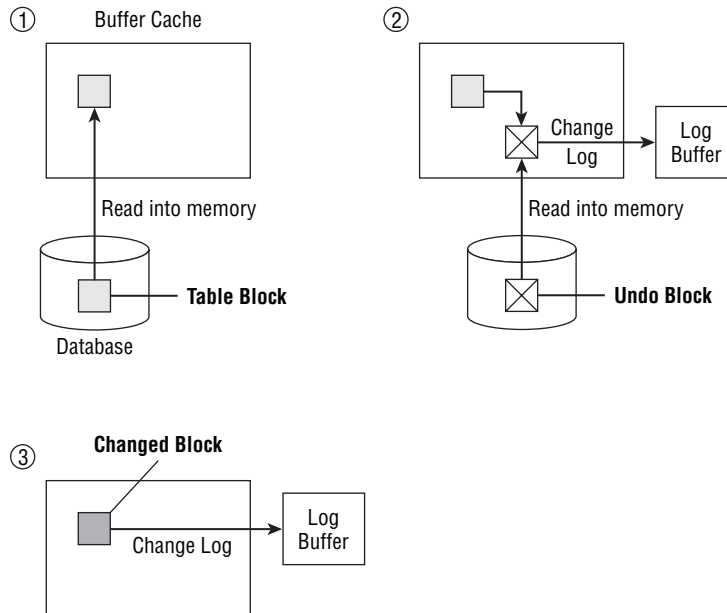 ① Buffer Cache
Read into memory
Table Block
Database
②
Change
Log
Log
Buffer
Read into memory
Undo Block
③
Changed Block
Change Log
Log
Buffer